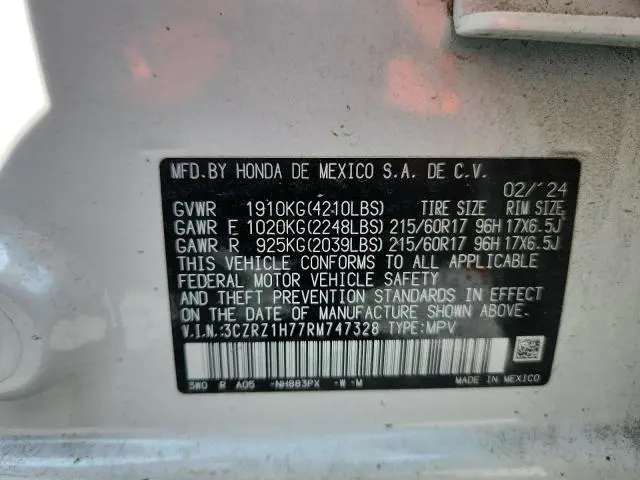 MFD.BY HONDA DE MEXICO S.A. DE C.V.
02/'24
GVWR 1910KG(4210LBS) TIRE SIZE RIM SIZE
GAWR F 1020KG(2248LBS) 215/60R17 96H 17X6.5J
GAWR R 925KG(2039LBS) 215/60R17 96H 17X6.5J
THIS VEHICLE CONFORMS TO ALL APPLICABLE
FEDERAL MOTOR VEHICLE SAFETY
AND THEFT PREVENTION STANDARDS IN EFFECT
ON THE DATE OF MANUFACTURE SHOWN ABOVE.
V.I.N.:3CZRZ1H77RM747328 TYPE:MPV
3W0 R A05 -NH883PX -W -M MADE IN MEXICO